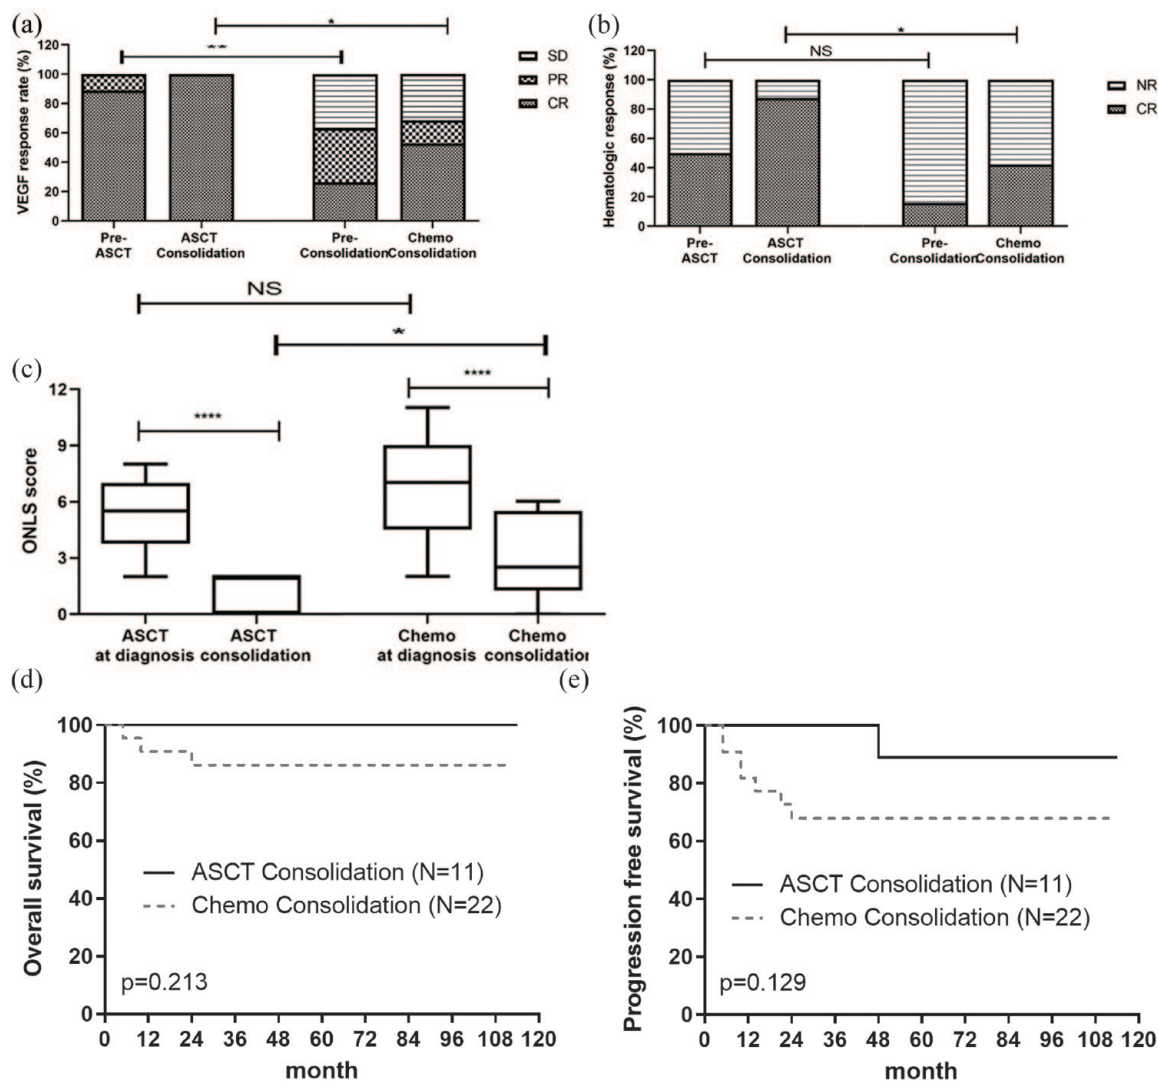 (a)
*
**
VEGF response rate (%)
120
100
80
60
40
20
0
Pre-
ASCT
ASCT
Consolidation
Pre-
Consolidation
Chemo
Consolidation
SD
PR
CR
(b)
*
NS
Hematologic response (%)
120
100
80
60
40
20
0
Pre-
ASCT
ASCT
Consolidation
Pre-
Consolidation
Chemo
Consolidation
NR
CR
(c)
NS
*
****
****
ONLS score
12
9
6
3
0
ASCT
at diagnosis
ASCT
consolidation
Chemo
at diagnosis
Chemo
consolidation
(d)
Overall survival (%)
100
80
60
40
20
0
ASCT Consolidation (N=11)
Chemo Consolidation (N=22)
p=0.213
0 12 24 36 48 60 72 84 96 108 120
month
(e)
Progression free survival (%)
100
80
60
40
20
0
ASCT Consolidation (N=11)
Chemo Consolidation (N=22)
p=0.129
0 12 24 36 48 60 72 84 96 108 120
month